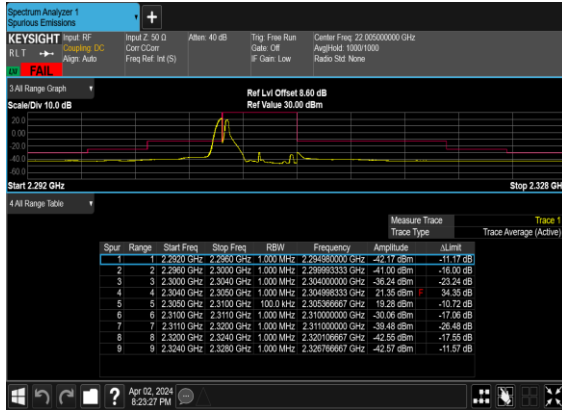 Spectrum Analyzer 1
Spurious Emissions
+
KEYSIGHT Input: RF Input Z: 50 Ω Atten: 40 dB Trig: Free Run Center Freq: 22.005000000 GHz
RLT Coupling: DC Corr CCorr Gate: Off Avg|Hold: 1000/1000
Align: Auto Freq Ref: Int (S) IF Gain: Low Radio Std: None
FAIL
3 All Range Graph
Ref Lvl Offset 8.60 dB
Scale/Div 10.0 dB Ref Value 30.00 dBm
20.0
0.00
-20.0
-40.0
-60.0
Start 2.292 GHz Stop 2.328 GH
4 All Range Table
Measure Trace Trace 1
Trace Type Trace Average (Active)
Spur Range Start Freq Stop Freq RBW Frequency Amplitude ΔLimit
1 1 2.2920 GHz 2.2960 GHz 1.000 MHz 2.294980000 GHz -42.17 dBm -11.17 dB
2 2 2.2960 GHz 2.3000 GHz 1.000 MHz 2.299993333 GHz -41.00 dBm -16.00 dB
3 3 2.3000 GHz 2.3040 GHz 1.000 MHz 2.304000000 GHz -36.24 dBm -23.24 dB
4 4 2.3040 GHz 2.3050 GHz 1.000 MHz 2.304998333 GHz 21.35 dBm F 34.35 dB
5 5 2.3050 GHz 2.3100 GHz 100.0 kHz 2.305366667 GHz 19.28 dBm -10.72 dB
6 6 2.3100 GHz 2.3110 GHz 1.000 MHz 2.310000000 GHz -30.06 dBm -17.06 dB
7 7 2.3110 GHz 2.3200 GHz 1.000 MHz 2.311000000 GHz -39.48 dBm -26.48 dB
8 8 2.3200 GHz 2.3240 GHz 1.000 MHz 2.320106667 GHz -42.55 dBm -17.55 dB
9 9 2.3240 GHz 2.3280 GHz 1.000 MHz 2.326766667 GHz -42.57 dBm -11.57 dB
? Apr 02, 2024
8:23:27 PM